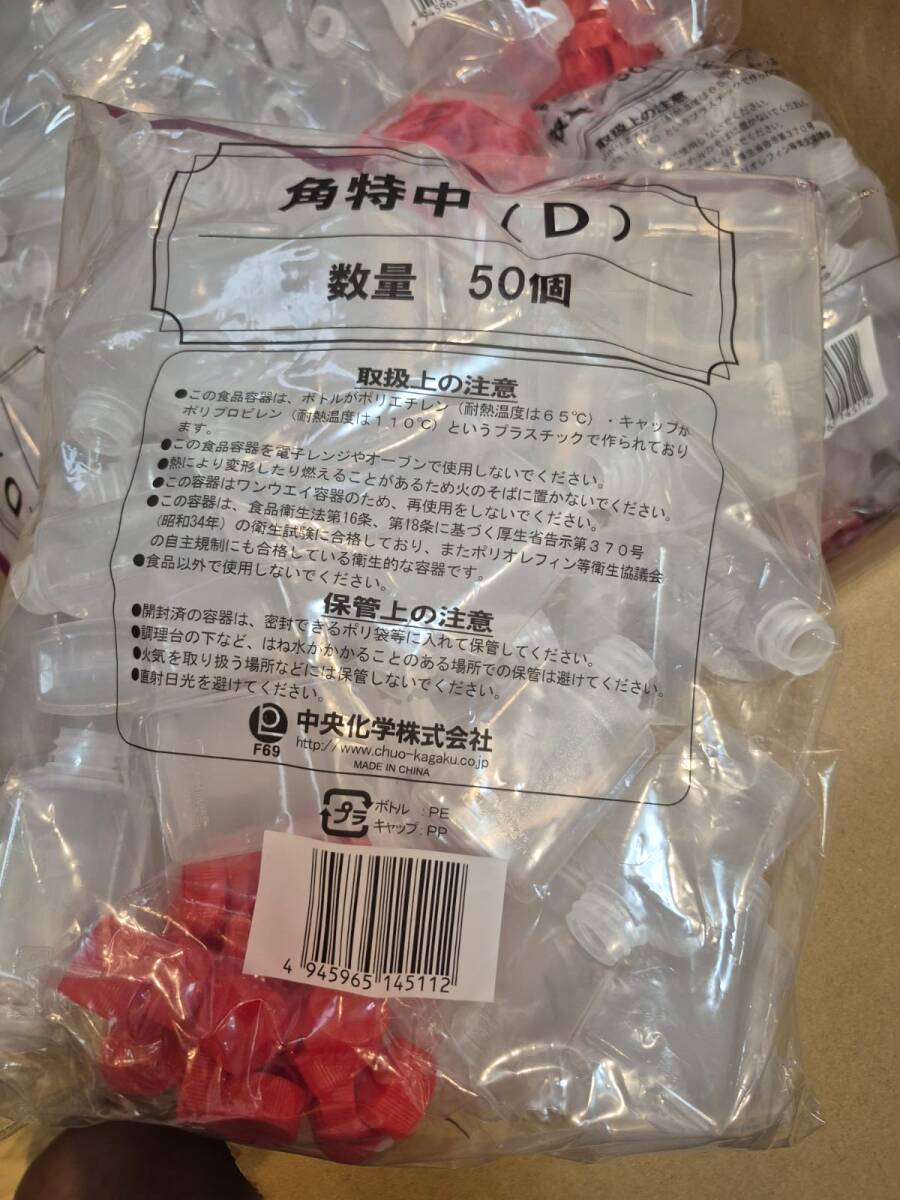 4 945965
50
取扱上の注意
角特中(D)
数量 50個
取扱上の注意
●この食品容器は、ボトルがポリエチレン(耐熱温度は65℃)・キャップが
ポリプロピレン(耐熱温度は110℃)というプラスチックで作られており
ます。
●この食品容器を電子レンジやオーブンで使用しないでください。
●熱により変形したり燃えることがあるため火のそばに置かないでください。
●この容器はワンウエイ容器のため、再使用をしないでください。
●この容器は、食品衛生法第16条、第18条に基づく厚生省告示第370号
(昭和34年)の衛生試験に合格しており、またポリオレフィン等衛生協議会
の自主規制にも合格している衛生的な容器です。
●食品以外で使用しないでください。
保管上の注意
●開封済の容器は、密封できるポリ袋等に入れて保管してください。
●調理台の下など、はね水がかかることのある場所での保管は避けてください。
●火気を取り扱う場所などには保管しないでください。
●直射日光を避けてください。
F69
中央化学株式会社
http://www.chuo-kagaku.co.jp
MADE IN CHINA
プラ
ボトル :PE
キャップ:PP
4 945965 145112